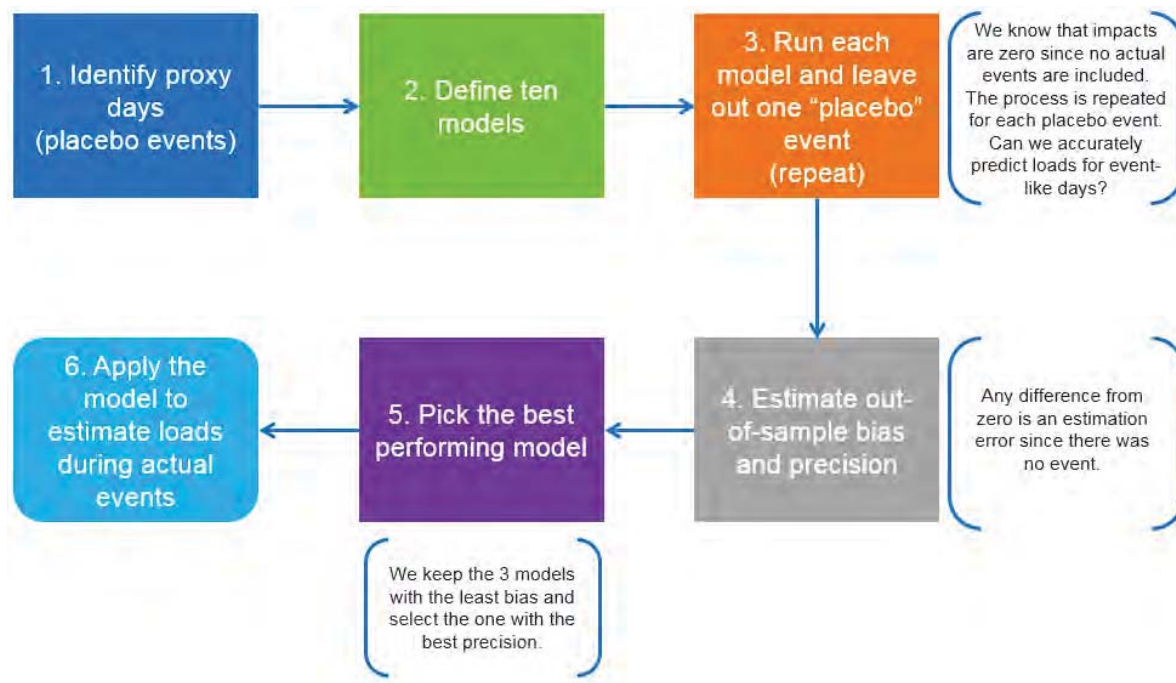 1. Identify proxy
days
(placebo events)
2. Define ten
models
3. Run each
model and leave
out one “placebo”
event
(repeat)
We know that impacts
are zero since no actual
events are included.
The process is repeated
for each placebo event.
Can we accurately
predict loads for event-
like days?
4. Estimate out-
of-sample bias
and precision
Any difference from
zero is an estimation
error since there was
no event.
5. Pick the best
performing model
We keep the 3 models
with the least bias and
select the one with the
best precision.
6. Apply the
model to
estimate loads
during actual
events